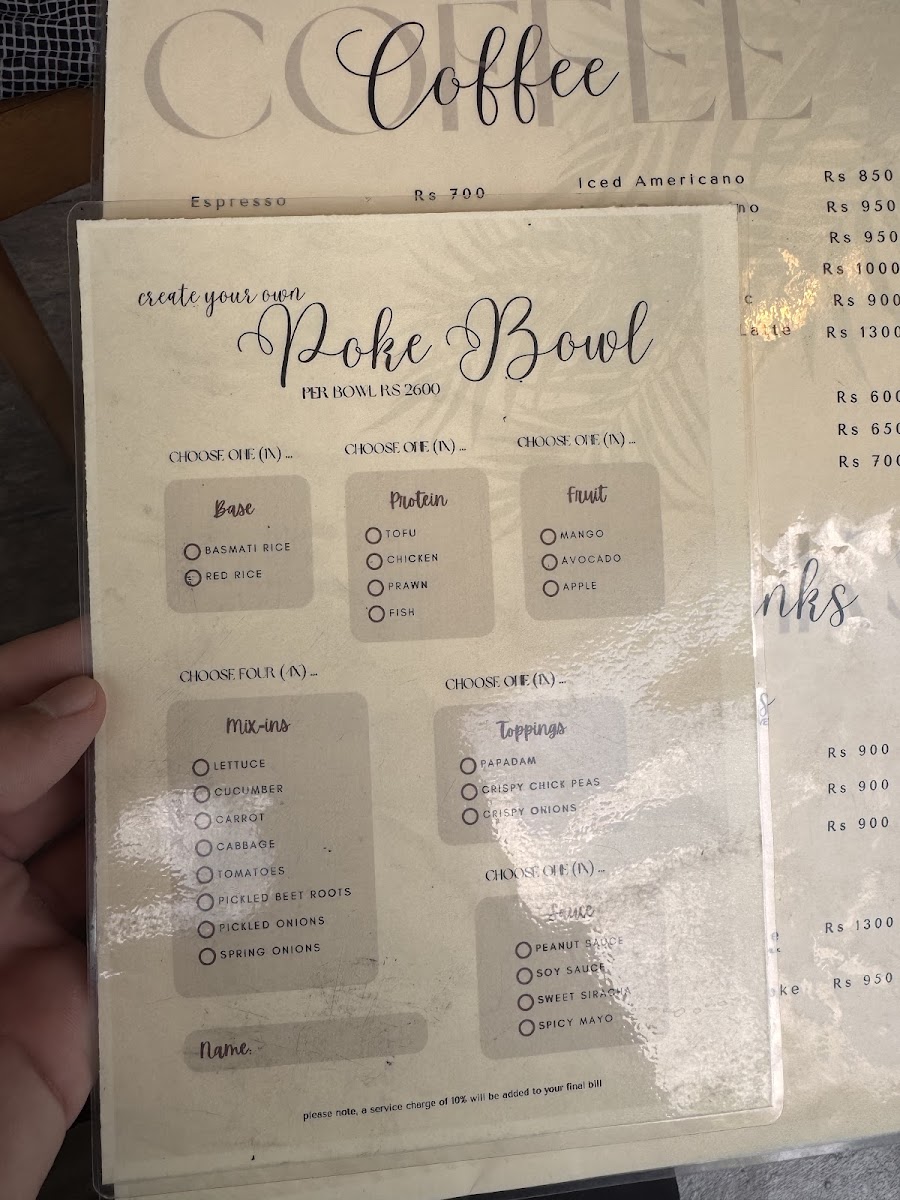 COFFEE
Coffee
Espresso Rs 700
Iced Americano Rs 850
no Rs 950
Rs 950
Rs 1000
c Rs 900
Latte Rs 1300
Rs 600
Rs 650
Rs 700
nks
s
Rs 900
Rs 900
Rs 900
e Rs 1300
oke Rs 950
create your own
Poke Bowl
PER BOWL RS 2600
CHOOSE ONE (1X) ...
Base
BASMATI RICE
RED RICE
CHOOSE ONE (1X) ...
Protein
TOFU
CHICKEN
PRAWN
FISH
CHOOSE ONE (1X) ...
Fruit
MANGO
AVOCADO
APPLE
CHOOSE FOUR (4X) ...
Mix-ins
LETTUCE
CUCUMBER
CARROT
CABBAGE
TOMATOES
PICKLED BEET ROOTS
PICKLED ONIONS
SPRING ONIONS
CHOOSE ONE (1X) ...
Toppings
PAPADAM
CRISPY CHICK PEAS
CRISPY ONIONS
CHOOSE ONE (1X) ...
Sauce
PEANUT SAUCE
SOY SAUCE
SWEET SIRACHA
SPICY MAYO
Name:
please note, a service charge of 10% will be added to your final bill